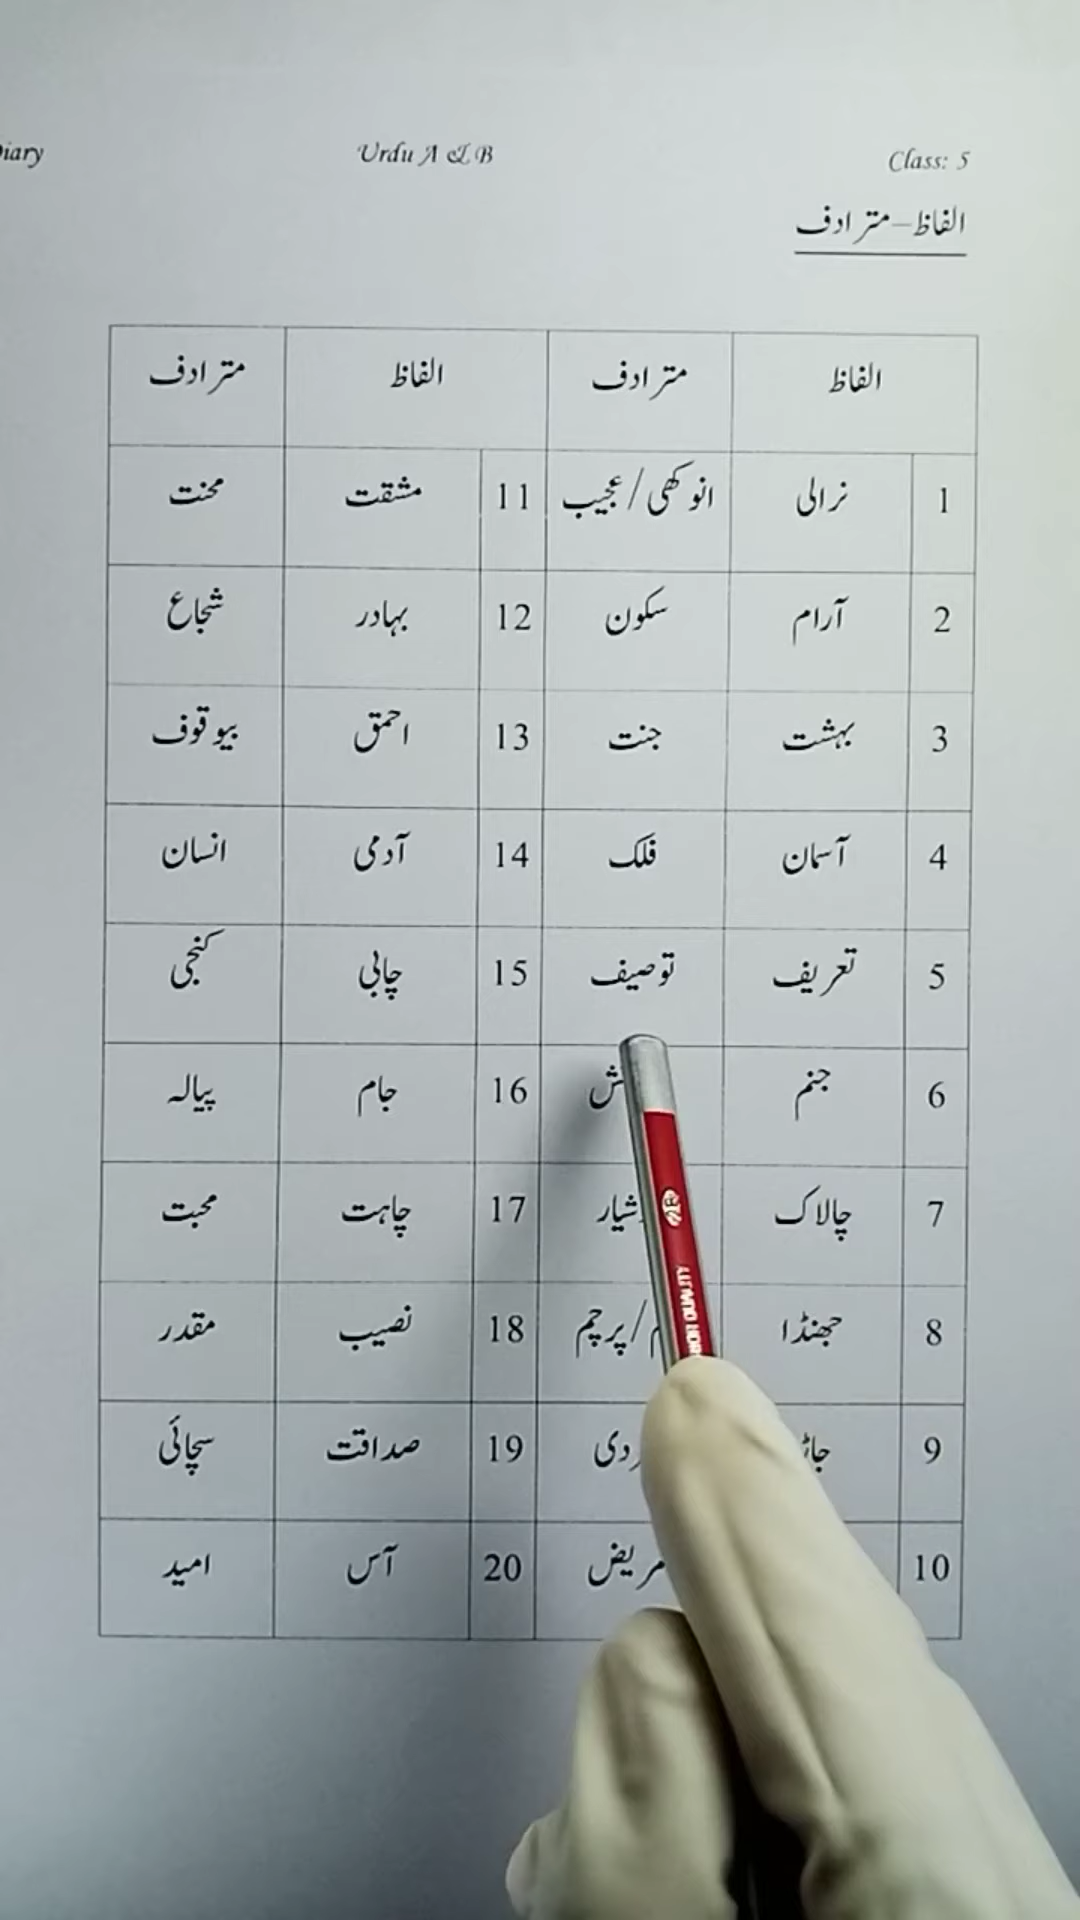 Diary Urdu A & B Class: 5
الفاظ–مترادف
الفاظ مترادف الفاظ مترادف
1 نرالی انوکھی/عجیب 11 مشقت محنت
2 آرام سکون 12 بہادر شجاع
3 بہشت جنت 13 احمق بیوقوف
4 آسمان فلک 14 آدمی انسان
5 تعریف توصیف 15 چابی کنجی
6 جنم 16 جام پیالہ
7 چالاک 17 چاہت محبت
8 جھنڈا /پرچم 18 نصیب مقدر
9 19 صداقت سچائی
10 مریض 20 آس امید